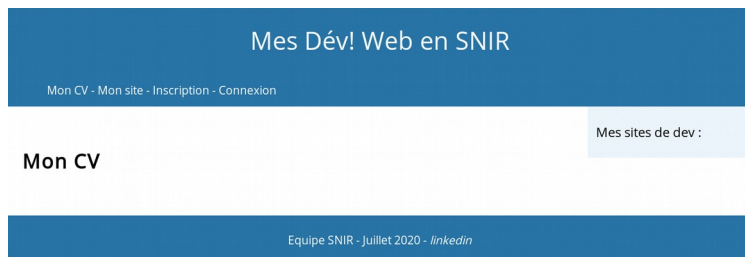 Mes Dév! Web en SNIR
Mon CV - Mon site - Inscription - Connexion
Mes sites de dev :
Mon CV
Equipe SNIR - Juillet 2020 - linkedin